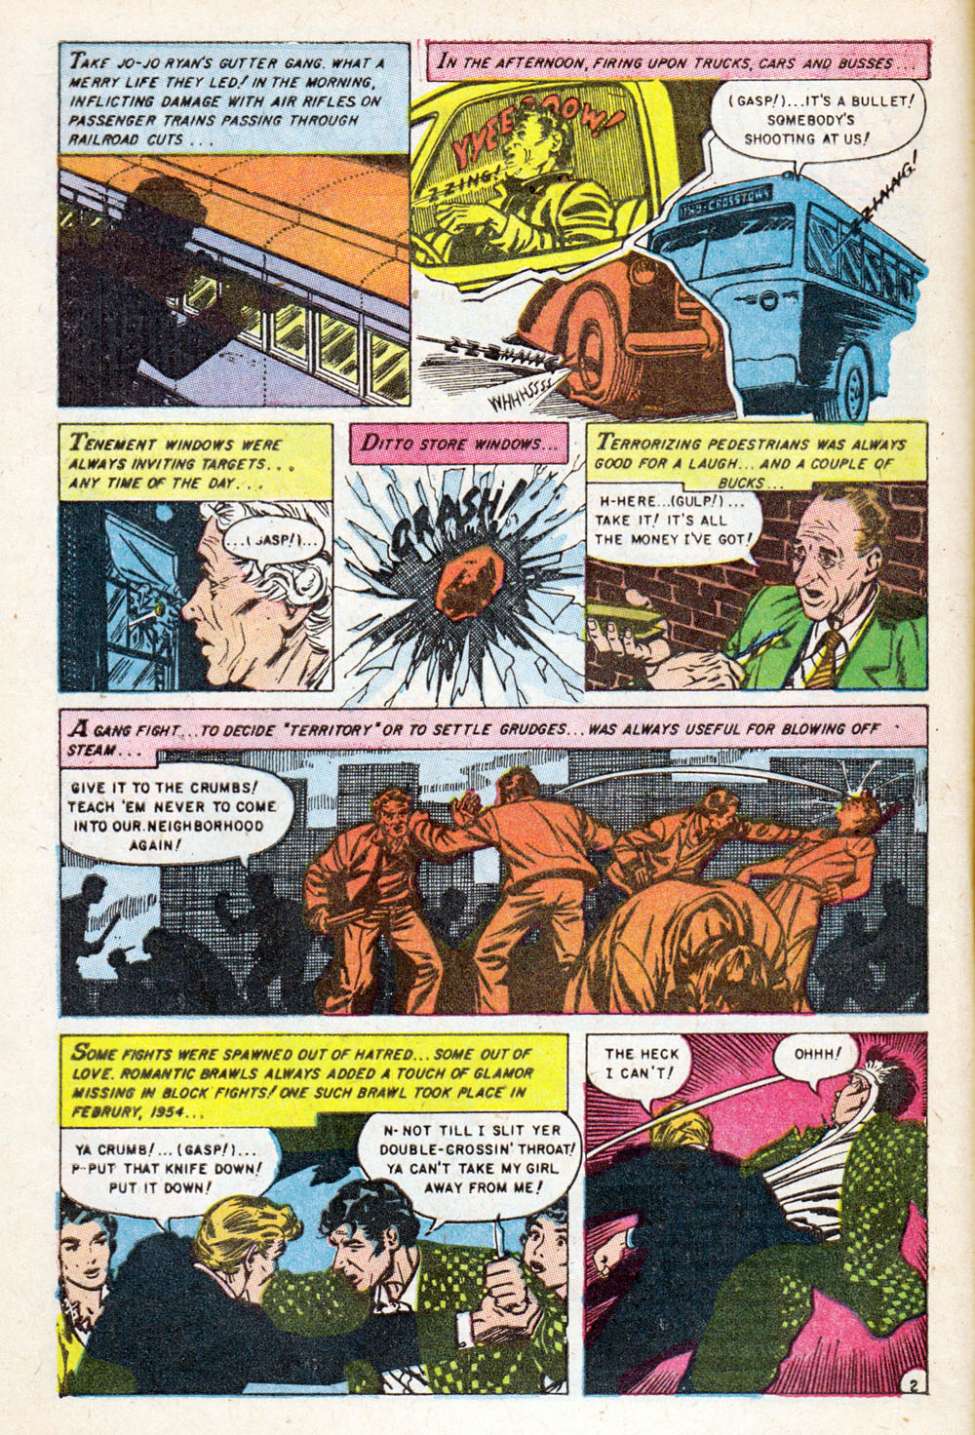 TAKE JO-JO RYAN'S GUTTER GANG. WHAT A
MERRY LIFE THEY LED! IN THE MORNING,
INFLICTING DAMAGE WITH AIR RIFLES ON
PASSENGER TRAINS PASSING THROUGH
RAILROAD CUTS...
IN THE AFTERNOON, FIRING UPON TRUCKS, CARS AND BUSSES...
YYEEOOOOW!
ZZING!
(GASP!)...IT'S A BULLET!
SOMEBODY'S
SHOOTING AT US!
ZINNNG!
WHHHSSSS
TENEMENT WINDOWS WERE
ALWAYS INVITING TARGETS...
ANY TIME OF THE DAY...
...(GASP!)...
DITTO STORE WINDOWS...
CRRASH!
TERRORIZING PEDESTRIANS WAS ALWAYS
GOOD FOR A LAUGH...AND A COUPLE OF
BUCKS...
H-HERE...(GULP!)...
TAKE IT! IT'S ALL
THE MONEY I'VE GOT!
A GANG FIGHT...TO DECIDE "TERRITORY" OR TO SETTLE GRUDGES...WAS ALWAYS USEFUL FOR BLOWING OFF
STEAM...
GIVE IT TO THE CRUMBS!
TEACH 'EM NEVER TO COME
INTO OUR NEIGHBORHOOD
AGAIN!
SOME FIGHTS WERE SPAWNED OUT OF HATRED...SOME OUT OF
LOVE. ROMANTIC BRAWLS ALWAYS ADDED A TOUCH OF GLAMOR
MISSING IN BLOCK FIGHTS! ONE SUCH BRAWL TOOK PLACE IN
FEBRURY, 1954...
YA CRUMB!...(GASP!)...
P-PUT THAT KNIFE DOWN!
PUT IT DOWN!
N-NOT TILL I SLIT YER
DOUBLE-CROSSIN' THROAT!
YA CAN'T TAKE MY GIRL
AWAY FROM ME!
THE HECK
I CAN'T!
OHHH!
2